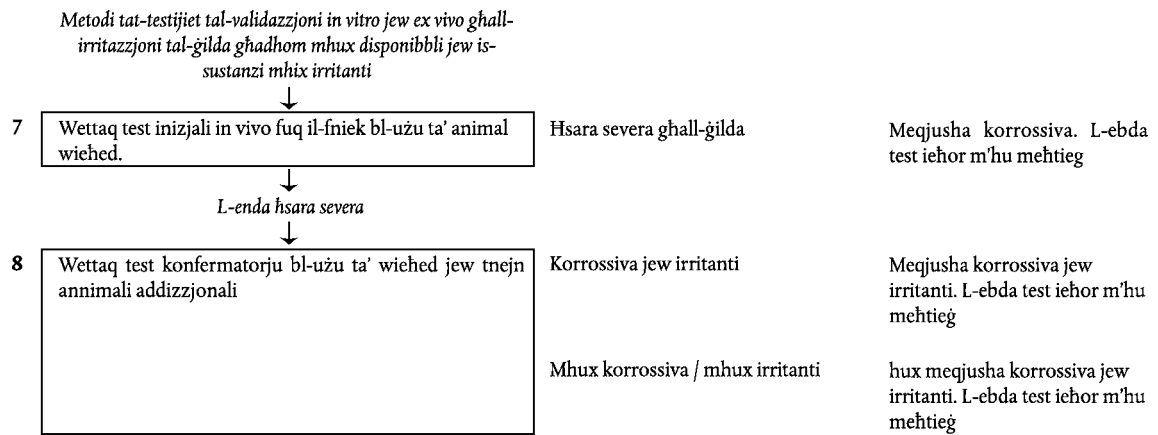 Metodi tat-testijiet tal-validazzjoni in vitro jew ex vivo għall-
irritazzjoni tal-ġilda għadhom mhux disponibbli jew is-
sustanzi mhix irritanti
7 Wettaq test inizjali in vivo fuq il-fniek bl-użu ta' animal
wieħed.
Ħsara severa għall-ġilda
Meqjusha korrossiva. L-ebda
test ieħor m'hu meħtieg
L-enda ħsara severa
8 Wettaq test konfermatorju bl-użu ta' wieħed jew tnejn
annimali addizzjonali
Korrossiva jew irritanti
Meqjusha korrossiva jew
irritanti. L-ebda test ieħor m'hu
meħtieġ
Mhux korrossiva / mhux irritanti
hux meqjusha korrossiva jew
irritanti. L-ebda test ieħor m'hu
meħtieġ